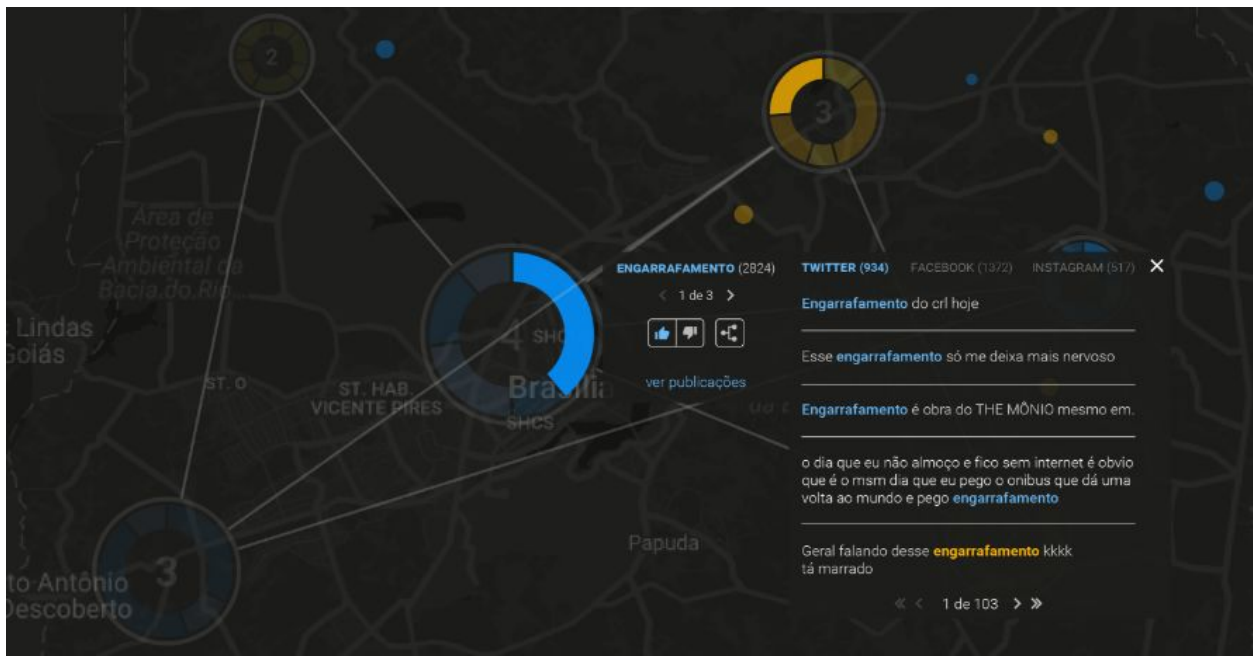 2
3
Área de
Proteção
Ambiental da
Bacia do Rio
ENGARRAFAMENTO (2824)
1 de 3
ver publicações
TWITTER (934) FACEBOOK (1372) INSTAGRAM (517)
Engarrafamento do crl hoje
Esse engarrafamento só me deixa mais nervoso
Engarrafamento é obra do THE MÔNIO mesmo em.
o dia que eu não almoço e fico sem internet é obvio
que é o msm dia que eu pego o onibus que dá uma
volta ao mundo e pego engarrafamento
Geral falando desse engarrafamento kkkk
tá marrado
1 de 103
Lindas
Goiás
ST. O
ST. HAB.
VICENTE PIRES
4
SHC
Brasília
SHCS
Papuda
3
to Antônio
Descoberto